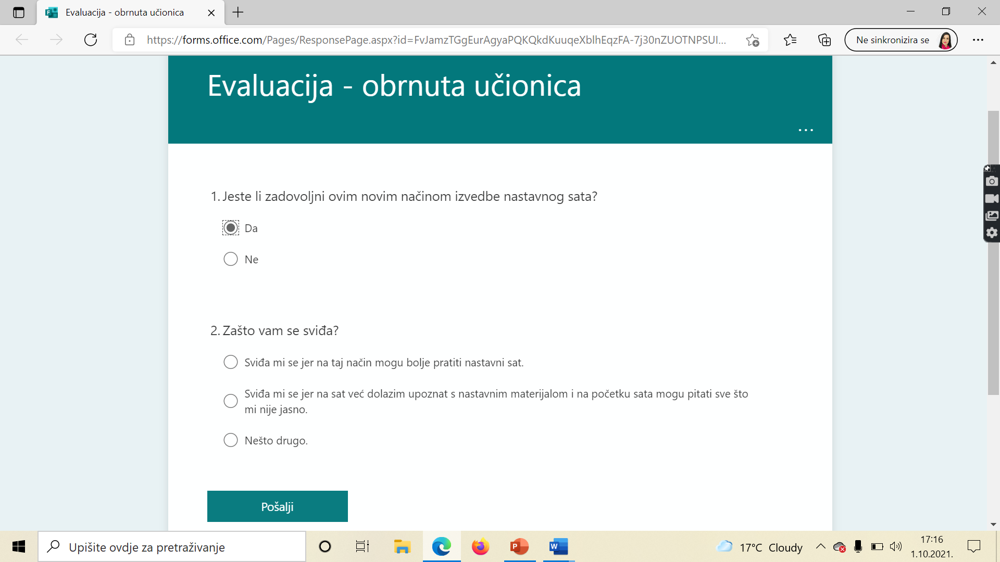 Evaluacija - obrnuta učionica
https://forms.office.com/Pages/ResponsePage.aspx?id=FvJamzTGgEurAgyaPQKQkdKuuqeXblhEqzFA-7j30nZUOTNPSUI...
Ne sinkronizira se
Evaluacija - obrnuta učionica
1. Jeste li zadovoljni ovim novim načinom izvedbe nastavnog sata?
Da
Ne
2. Zašto vam se sviđa?
Sviđa mi se jer na taj način mogu bolje pratiti nastavni sat.
Sviđa mi se jer na sat već dolazim upoznat s nastavnim materijalom i na početku sata mogu pitati sve što
mi nije jasno.
Nešto drugo.
Pošalji
Upišite ovdje za pretraživanje
17°C Cloudy
17:16
1.10.2021.